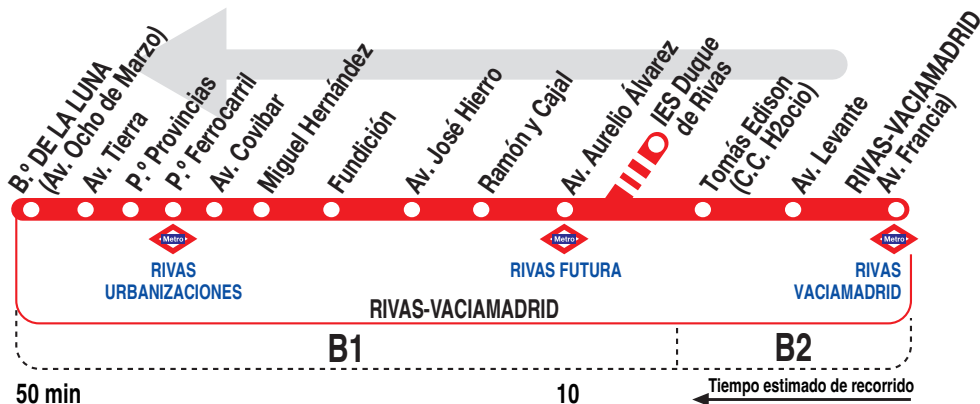 B.º DE LA LUNA
(Av. Ocho de Marzo)
Av. Tierra
P.º Provincias
P.º Ferrocarril
Av. Covibar
Miguel Hernández
Fundición
Av. José Hierro
Ramón y Cajal
Av. Aurelio Álvarez
IES Duque
de Rivas
Tomás Edison
(C.C. H2ocio)
Av. Levante
RIVAS-VACIAMADRID
Av. Francia)
Metro
RIVAS
URBANIZACIONES
Metro
RIVAS FUTURA
Metro
RIVAS
VACIAMADRID
RIVAS-VACIAMADRID
B1
B2
50 min
10
Tiempo estimado de recorrido